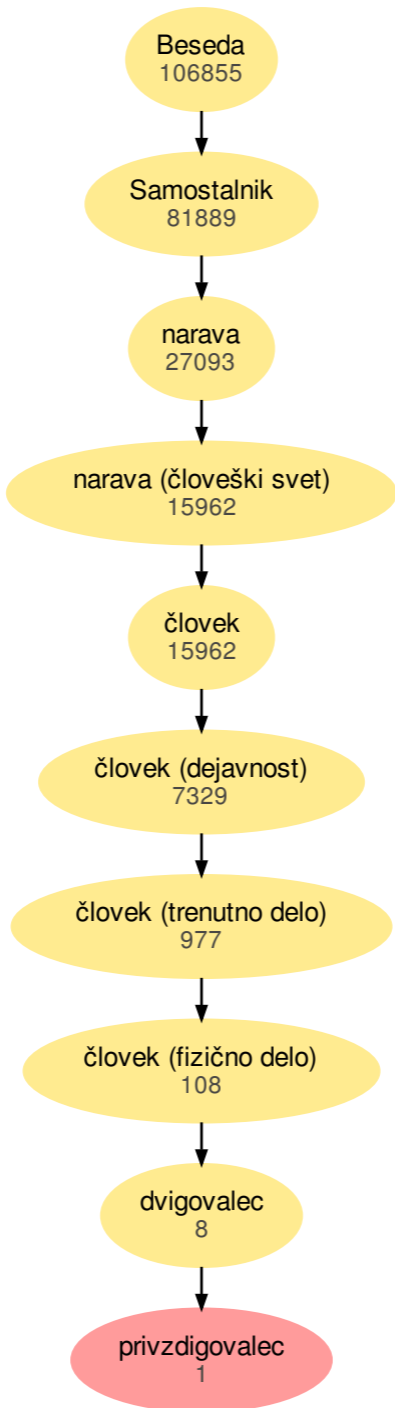 Beseda
106855
Samostalnik
81889
narava
27093
narava (človeški svet)
15962
človek
15962
človek (dejavnost)
7329
človek (trenutno delo)
977
človek (fizično delo)
108
dvigovalec
8
privzdigovalec
1